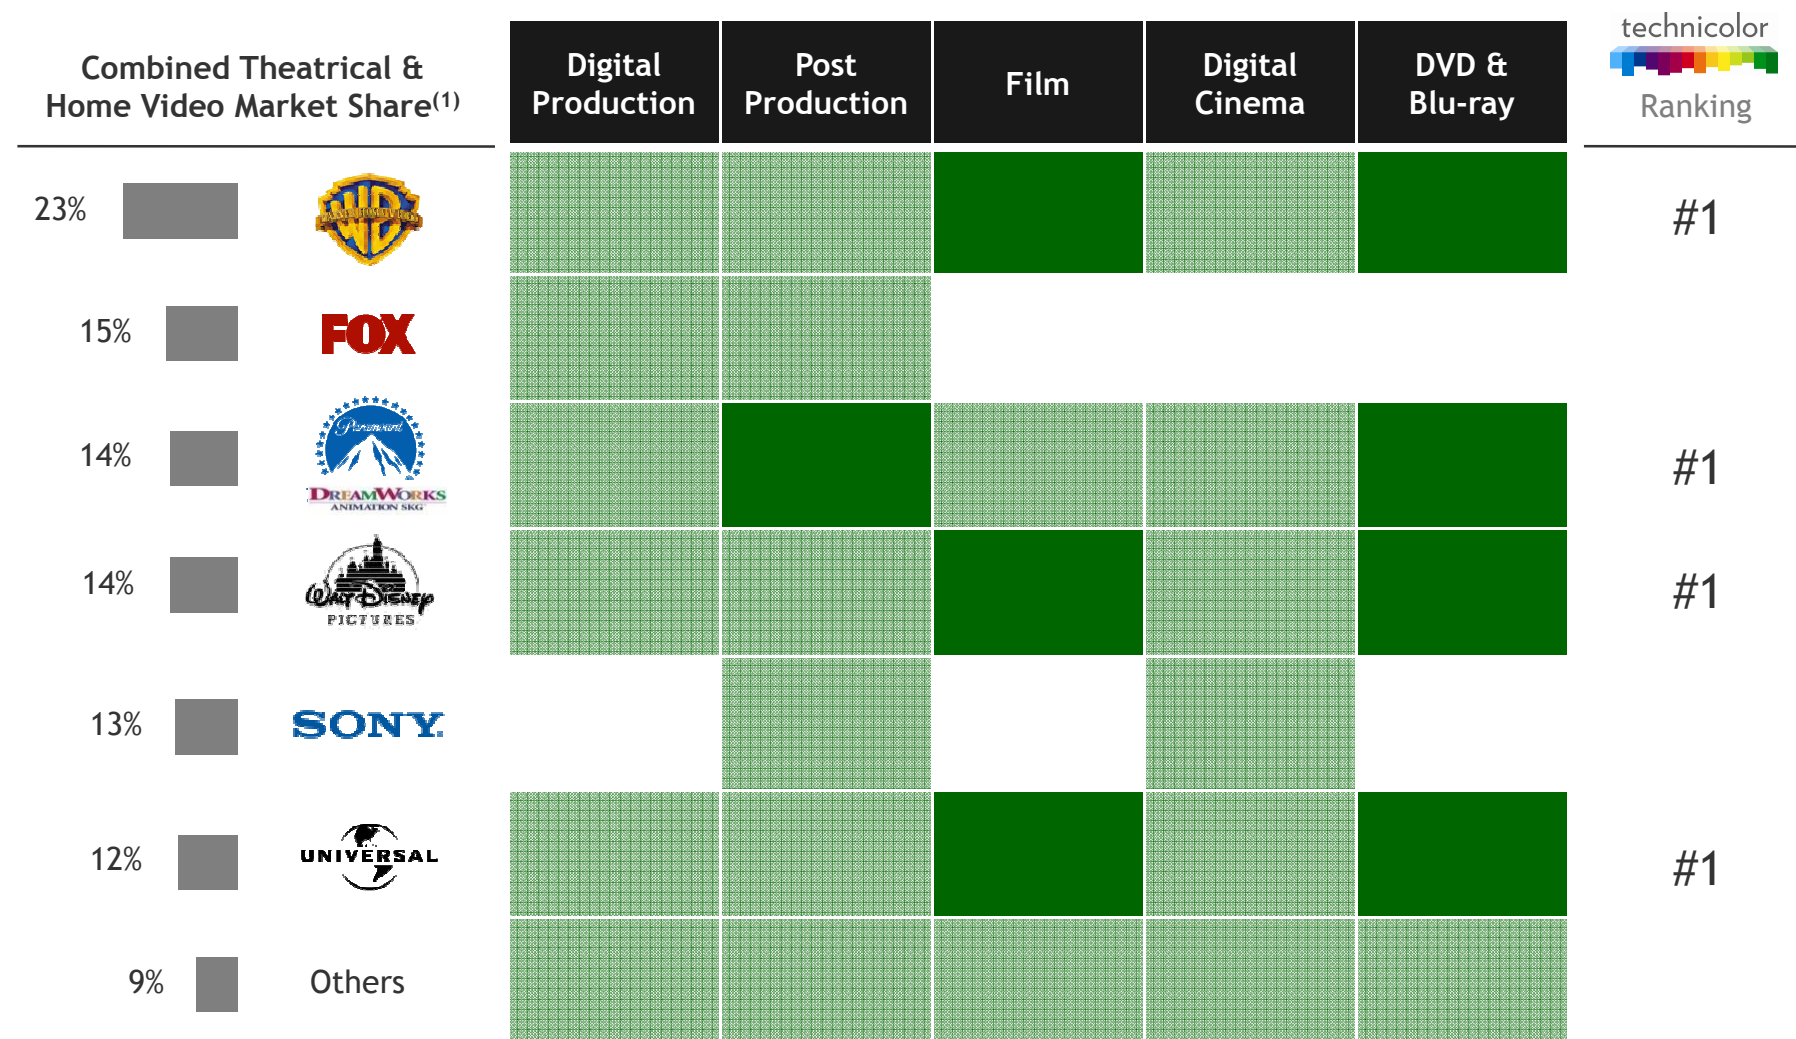 technicolor
Combined Theatrical &
Home Video Market Share(1)
Digital
Production
Post
Production
Film
Digital
Cinema
DVD &
Blu-ray
Ranking
23%
WB
#1
15%
FOX
14%
Paramount
DREAMWORKS
ANIMATION SKG
#1
14%
WALT DISNEY
PICTURES
#1
13%
SONY
12%
UNIVERSAL
#1
9%
Others